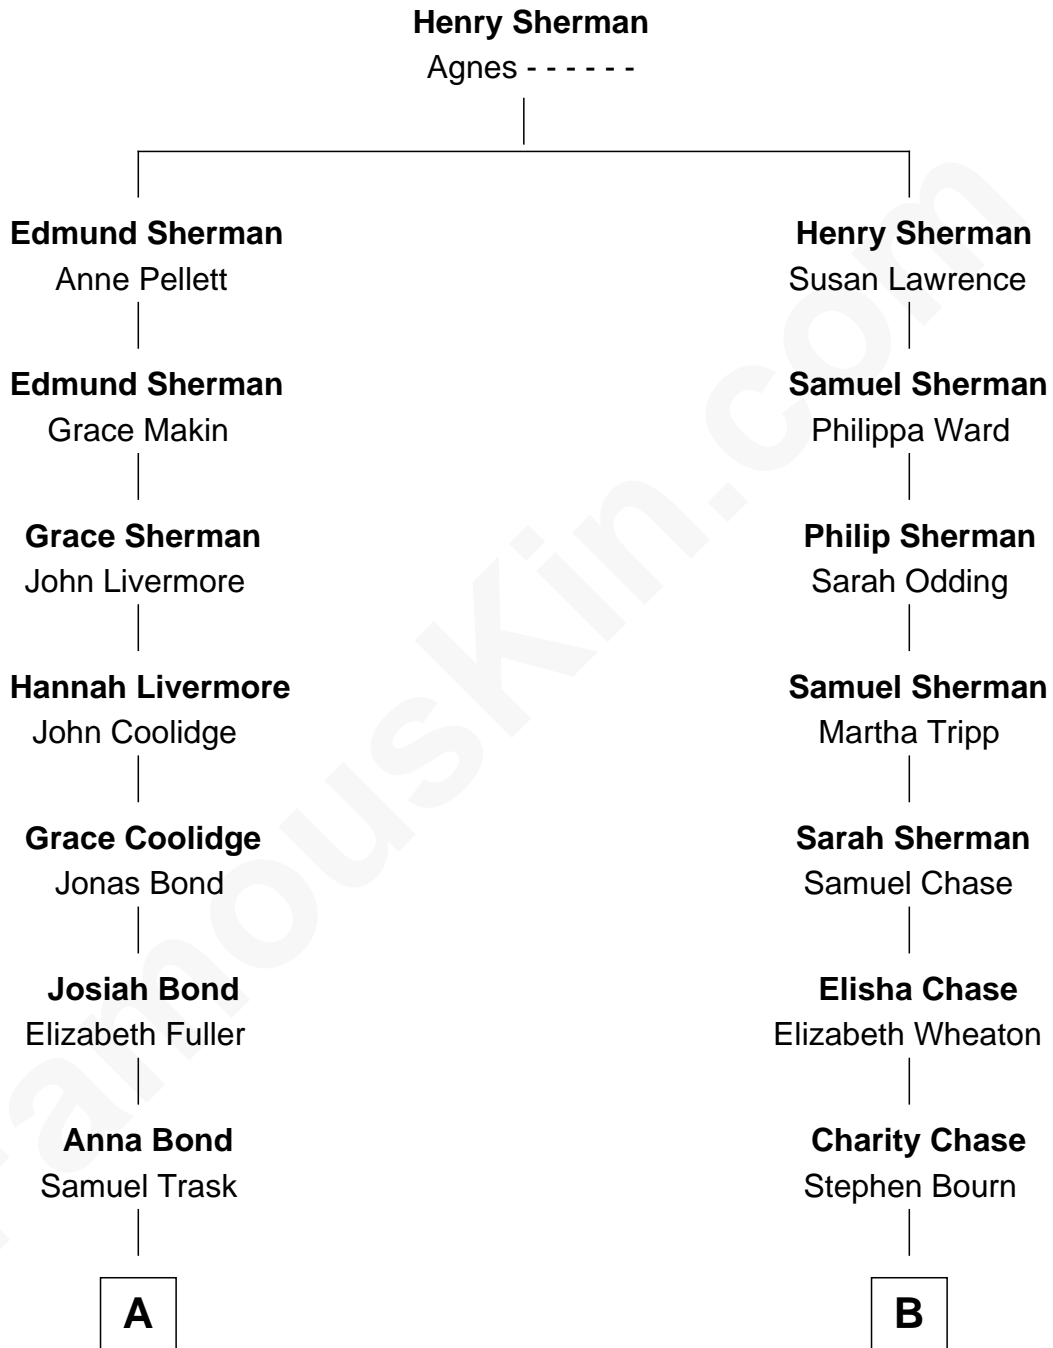 Henry Sherman
Agnes - - - - - -
Edmund Sherman
Anne Pellett
Henry Sherman
Susan Lawrence
Edmund Sherman
Grace Makin
Samuel Sherman
Philippa Ward
Grace Sherman
John Livermore
Philip Sherman
Sarah Odding
Hannah Livermore
John Coolidge
Samuel Sherman
Martha Tripp
Grace Coolidge
Jonas Bond
Sarah Sherman
Samuel Chase
Josiah Bond
Elizabeth Fuller
Elisha Chase
Elizabeth Wheaton
Anna Bond
Samuel Trask
Charity Chase
Stephen Bourn
A
B
FamousKin.com